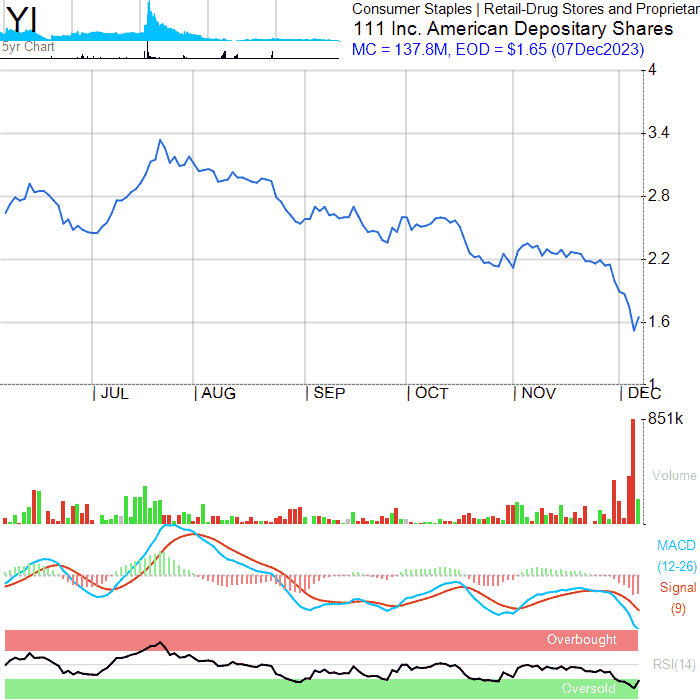 YI
5yr Chart
Consumer Staples | Retail-Drug Stores and Proprietar
111 Inc. American Depositary Shares
MC = 137.8M, EOD = $1.65 (07Dec2023)
4
3.4
2.8
2.2
1.6
1
JUL AUG SEP OCT NOV DEC
851k
Volume
MACD
(12-26)
Signal
(9)
Overbought
RSI(14)
Oversold